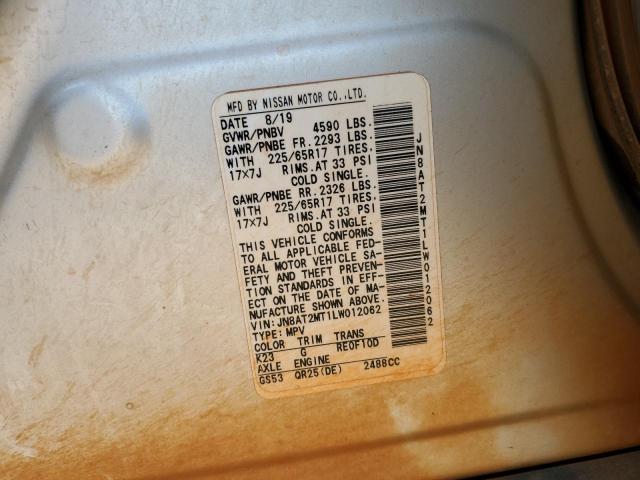 MFD BY NISSAN MOTOR CO.,LTD.
DATE 8/19
GVWR/PNBV 4590 LBS.
GAWR/PNBE FR.2293 LBS.
WITH 225/65R17 TIRES.
17×7J RIMS.AT 33 PSI
COLD SINGLE.
GAWR/PNBE RR.2326 LBS.
WITH 225/65R17 TIRES.
17×7J RIMS.AT 33 PSI
COLD SINGLE.
THIS VEHICLE CONFORMS
TO ALL APPLICABLE FED-
ERAL MOTOR VEHICLE SA-
FETY AND THEFT PREVEN-
TION STANDARDS IN EFF-
ECT ON THE DATE OF MA-
NUFACTURE SHOWN ABOVE.
VIN:JN8AT2MT1LW012062
TYPE:MPV
COLOR TRIM TRANS
K23 G RE0F10D
AXLE ENGINE
GS53 QR25(DE) 2488CC
JN8AT2MT1LW012062